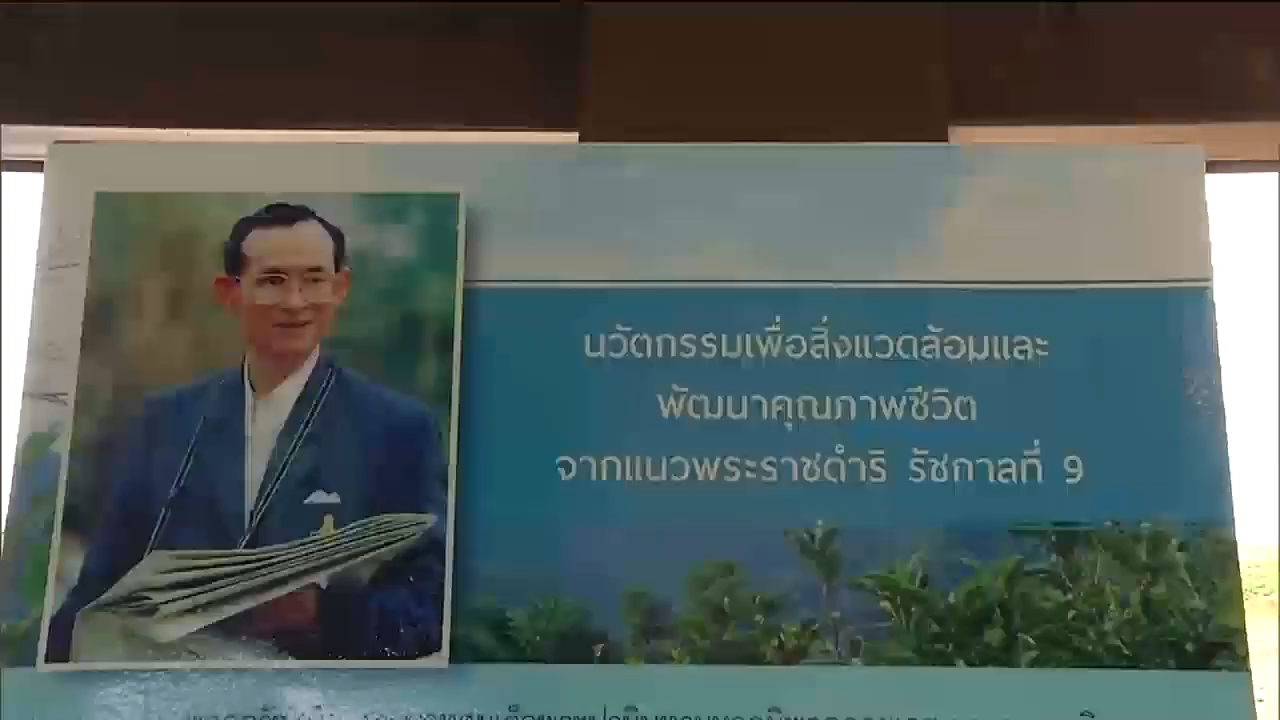 นวัตกรรมเพื่อสิ่งแวดล้อมและ
พัฒนาคุณภาพชีวิต
จากแนวพระราชดำริ รัชกาลที่ 9